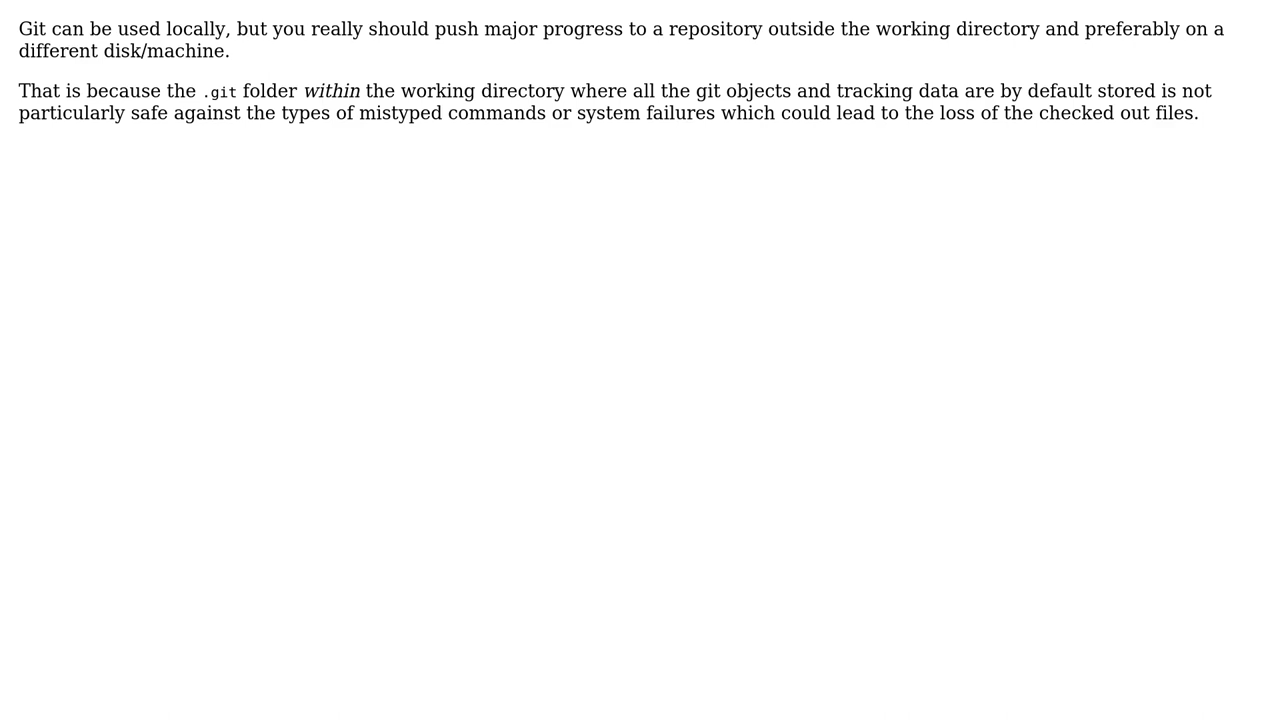 Git can be used locally, but you really should push major progress to a repository outside the working directory and preferably on a
different disk/machine.
That is because the .git folder within the working directory where all the git objects and tracking data are by default stored is not
particularly safe against the types of mistyped commands or system failures which could lead to the loss of the checked out files.